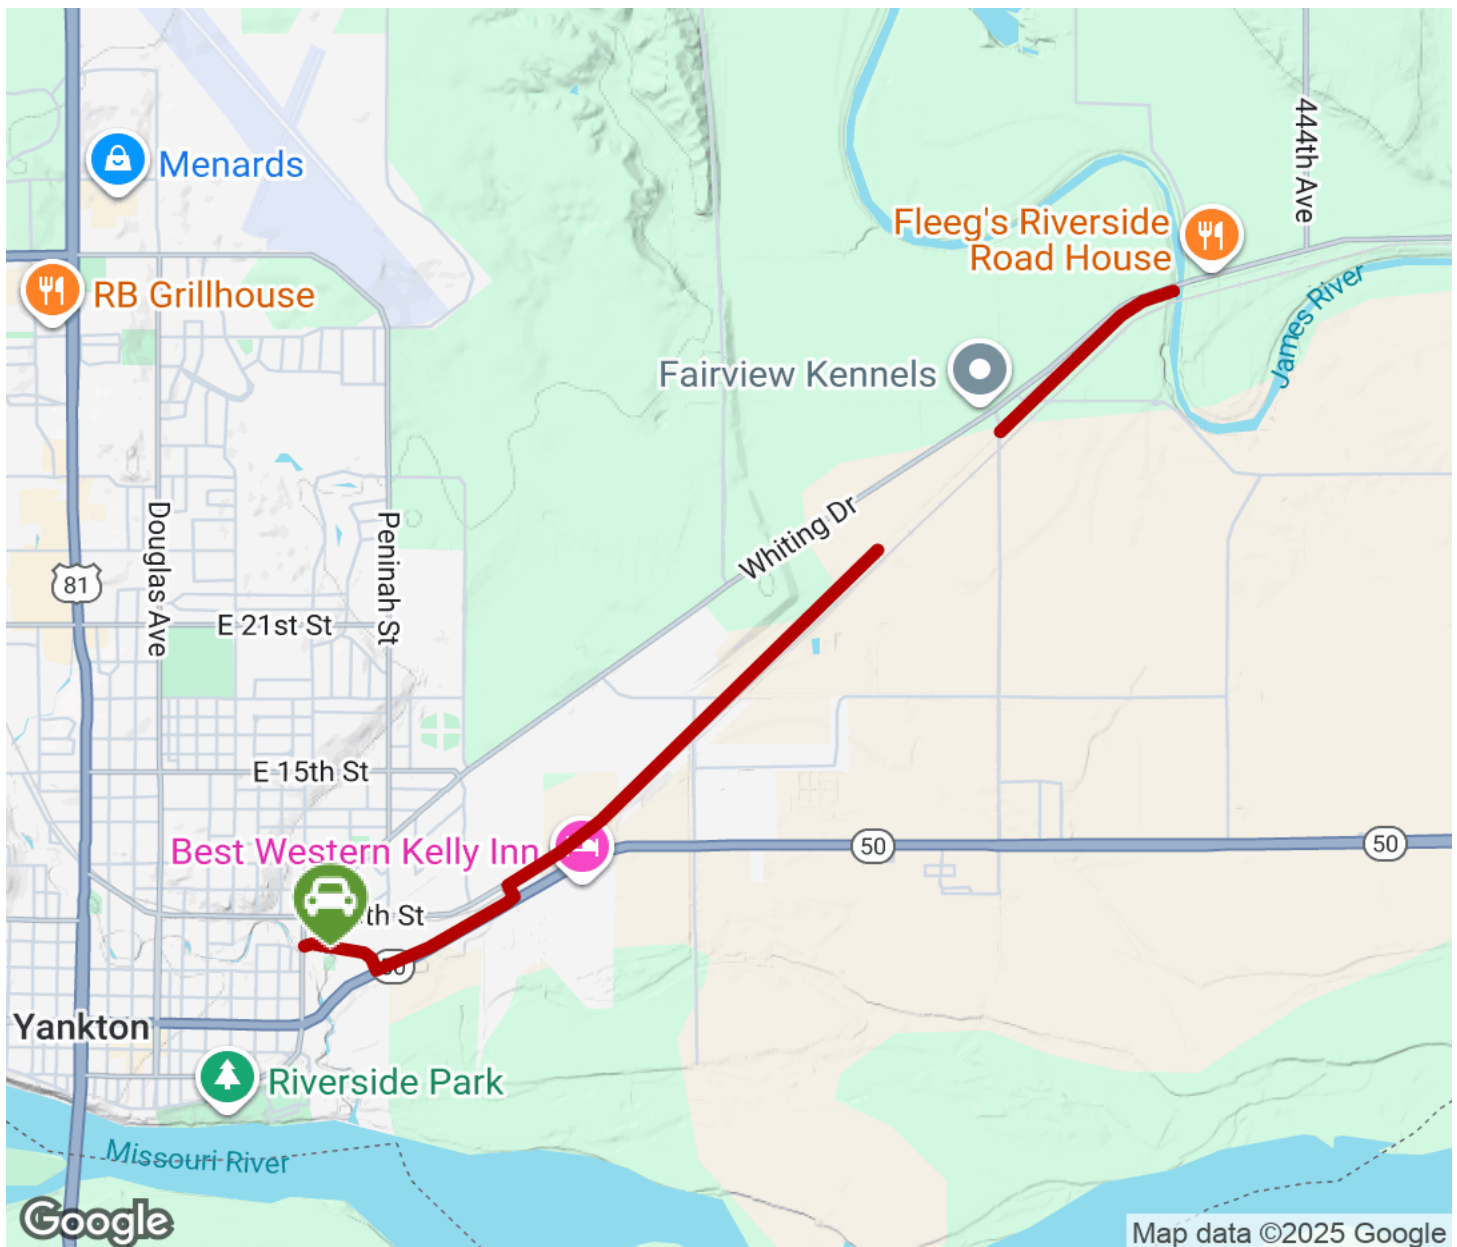 444th Ave
Menards
Fleeg's Riverside
Road House
RB Grillhouse
James River
Fairview Kennels
Whiting Dr
Douglas Ave
Peninah St
81
E 21st St
E 15th St
Best Western Kelly Inn
50
50
th St
50
Yankton
Riverside Park
Missouri River
Google
Map data ©2025 Google